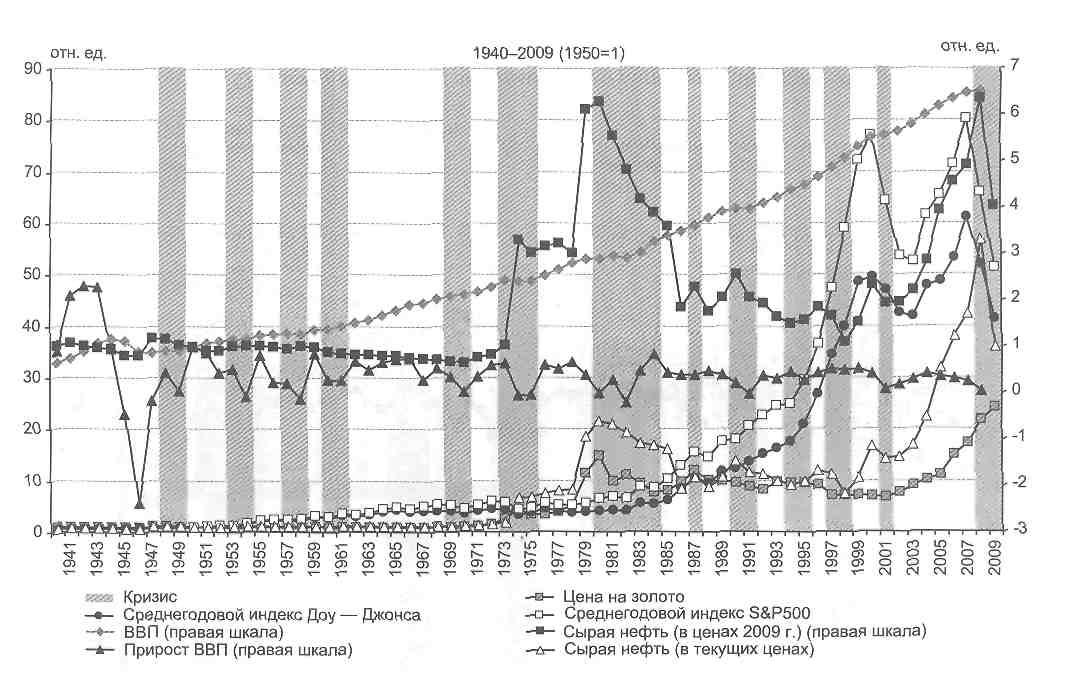 отн. ед.
1940–2009 (1950=1)
отн. ед.
90
80
70
60
50
40
30
20
10
0
7
6
5
4
3
2
1
0
-1
-2
-3
1941 1943 1945 1947 1949 1951 1953 1955 1957 1959 1961 1963 1965 1967 1969 1971 1973 1975 1977 1979 1981 1983 1985 1987 1989 1991 1993 1995 1997 1999 2001 2003 2005 2007 2009
Кризис
Среднегодовой индекс Доу — Джонса
ВВП (правая шкала)
Прирост ВВП (правая шкала)
Цена на золото
Среднегодовой индекс S&P500
Сырая нефть (в ценах 2009 г.) (правая шкала)
Сырая нефть (в текущих ценах)